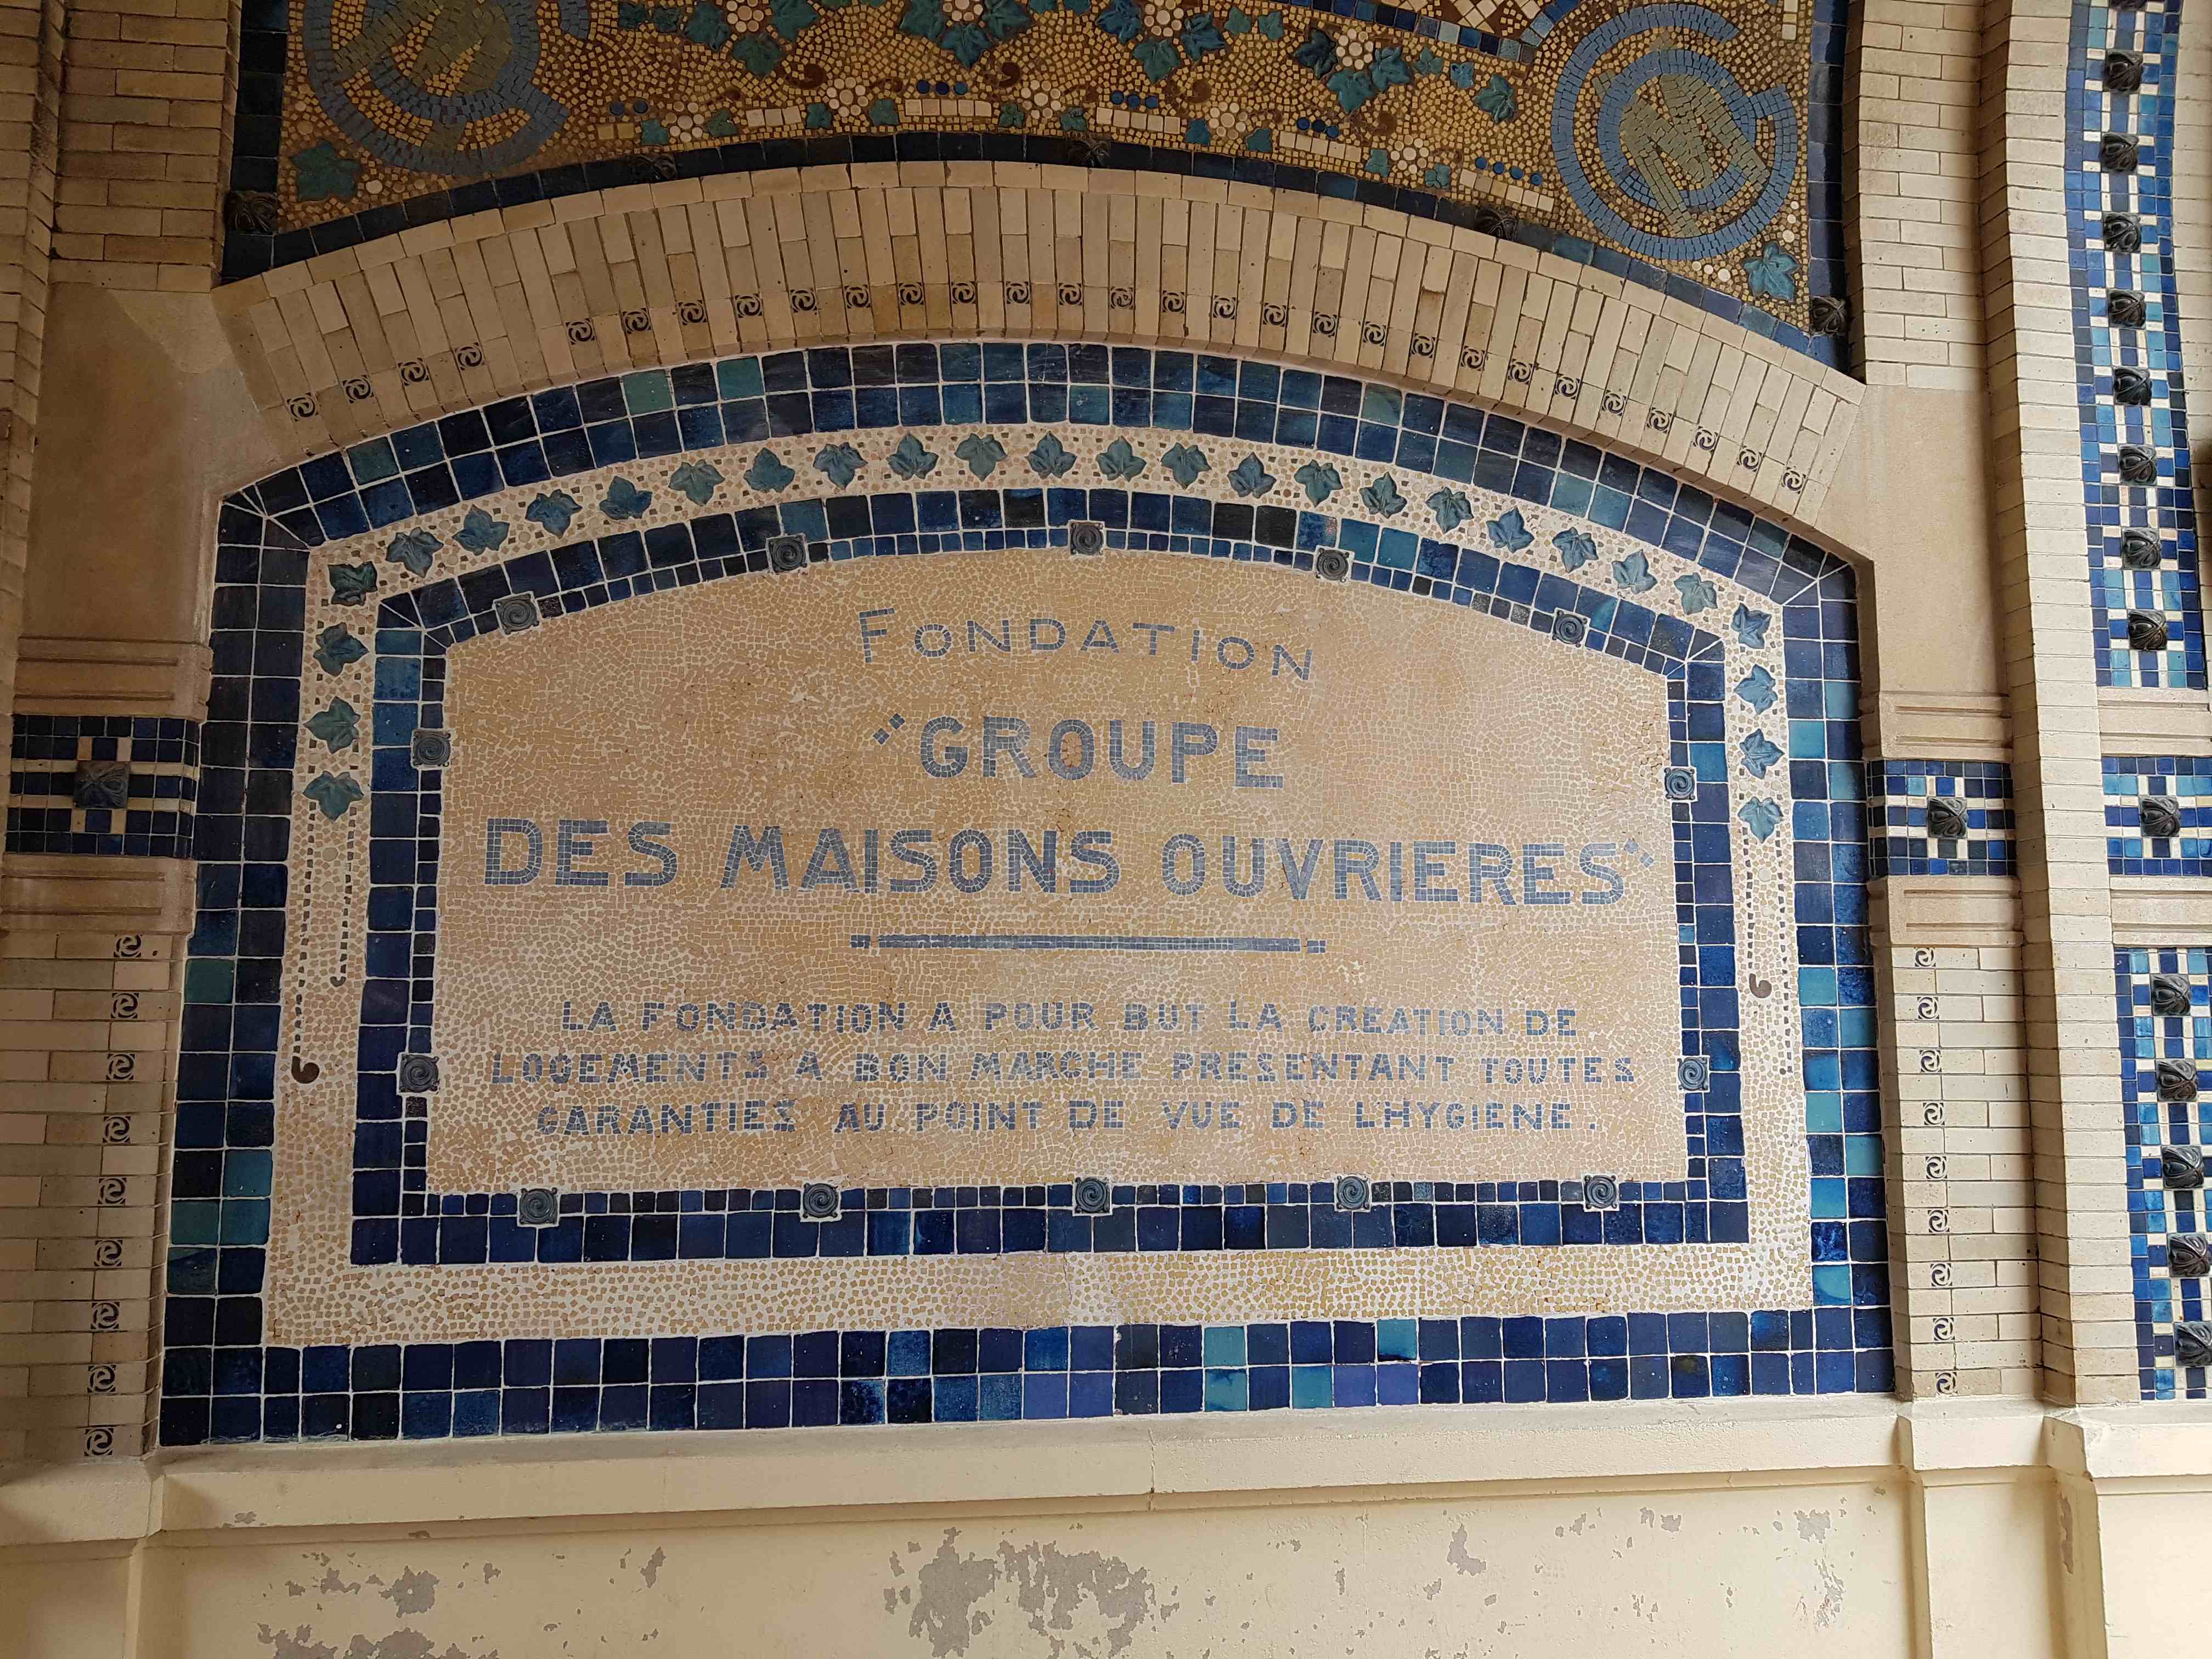 FONDATION
"GROUPE
DES MAISONS OUVRIERES"
LA FONDATION A POUR BUT LA CREATION DE
LOGEMENTS A BON MARCHE PRESENTANT TOUTES
GARANTIES AU POINT DE VUE DE L'HYGIENE.